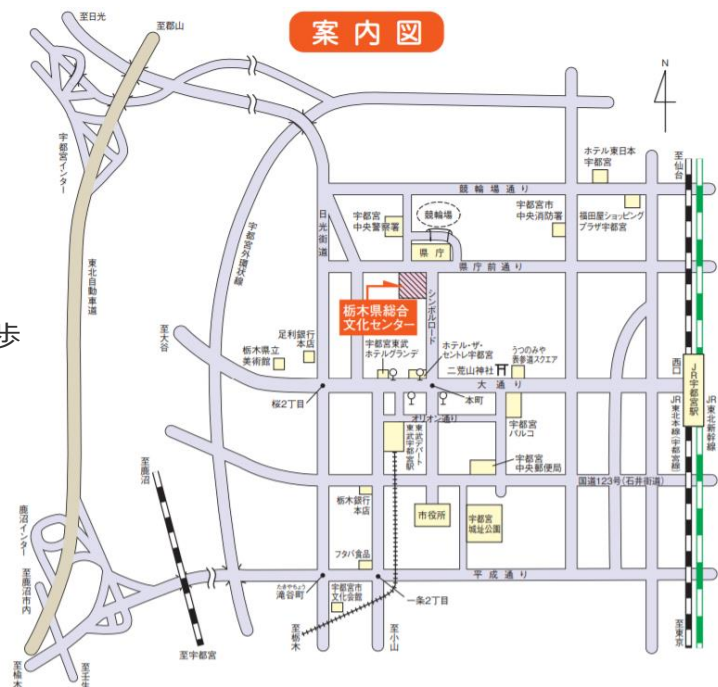 案内図
至日光
至郡山
N
宇都宮インター
ホテル東日本
宇都宮
至仙台
競輪場通り
日光街道
宇都宮
中央警察署
競輪場
宇都宮市
中央消防署
福田屋ショッピング
プラザ宇都宮
宇都宮外環状線
県庁
県庁前通り
東北自動車道
栃木県総合
文化センター
シンボルロード
歩
至大谷
足利銀行
本店
栃木県立
美術館
宇都宮東武
ホテルグランデ
ホテル・ザ・
セントレ宇都宮
うつのみや
表参道スクエア
二荒山神社
西口
JR宇都宮駅
大通り
桜2丁目
本町
オリオン通り
東武デパート
東武宇都宮駅
宇都宮
パルコ
JR東北本線(宇都宮線)
JR東北新幹線
至鹿沼
宇都宮
中央郵便局
国道123号(石井街道)
栃木銀行
本店
市役所
宇都宮
城址公園
鹿沼インター
フタバ食品
平成通り
至鹿沼市内
たきやちょう
滝谷町
宇都宮市
文化会館
一条2丁目
至宇都宮
至栃木
至小山
至東京
至栃木
至壬生